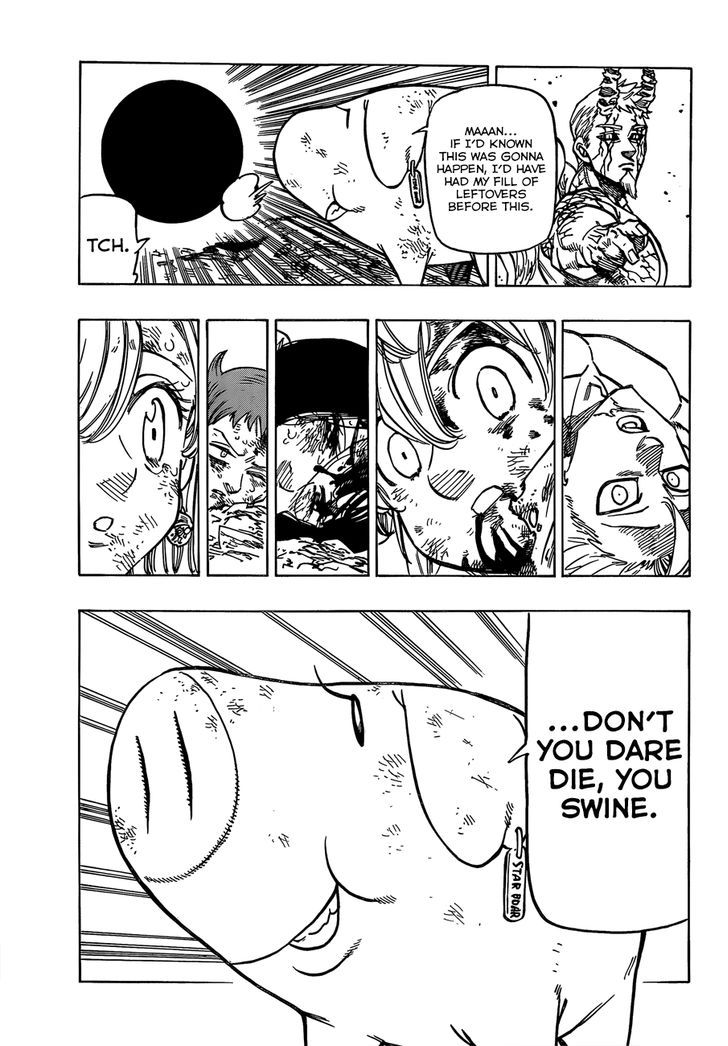 MAAAN...
IF I'D KNOWN
THIS WAS GONNA
HAPPEN, I'D HAVE
HAD MY FILL OF
LEFTOVERS
BEFORE THIS.
TCH.
...DON'T
YOU DARE
DIE, YOU
SWINE.
STAR BOAR